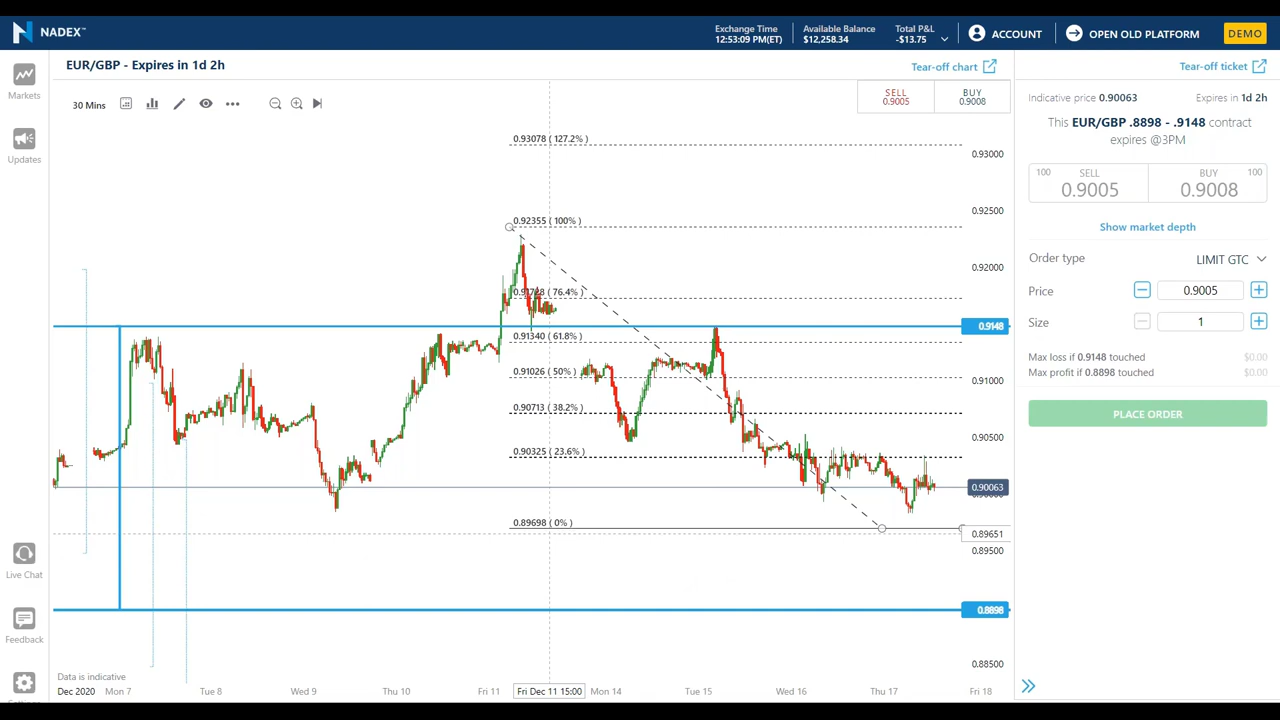 NADEX™
Exchange Time
12:53:09 PM(ET)
Available Balance
$12,258.34
Total P&L
-$13.75
ACCOUNT
OPEN OLD PLATFORM
DEMO
Markets
Updates
Live Chat
Feedback
EUR/GBP - Expires in 1d 2h
Tear-off chart
30 Mins
SELL
0.9005
BUY
0.9008
0.93078 ( 127.2% )
0.92355 ( 100% )
0.91728 ( 76.4% )
0.91340 ( 61.8% )
0.91026 ( 50% )
0.90713 ( 38.2% )
0.90325 ( 23.6% )
0.89698 ( 0% )
0.93000
0.92500
0.92000
0.9148
0.91000
0.90500
0.90063
0.89651
0.89500
0.8898
0.88500
Data is indicative
Dec 2020
Mon 7
Tue 8
Wed 9
Thu 10
Fri 11
Fri Dec 11 15:00
Mon 14
Tue 15
Wed 16
Thu 17
Fri 18
Tear-off ticket
Indicative price 0.90063
Expires in 1d 2h
This EUR/GBP .8898 - .9148 contract
expires @3PM
100
SELL
0.9005
BUY
100
0.9008
Show market depth
Order type
LIMIT GTC
Price
0.9005
Size
1
Max loss if 0.9148 touched
$0.00
Max profit if 0.8898 touched
$0.00
PLACE ORDER